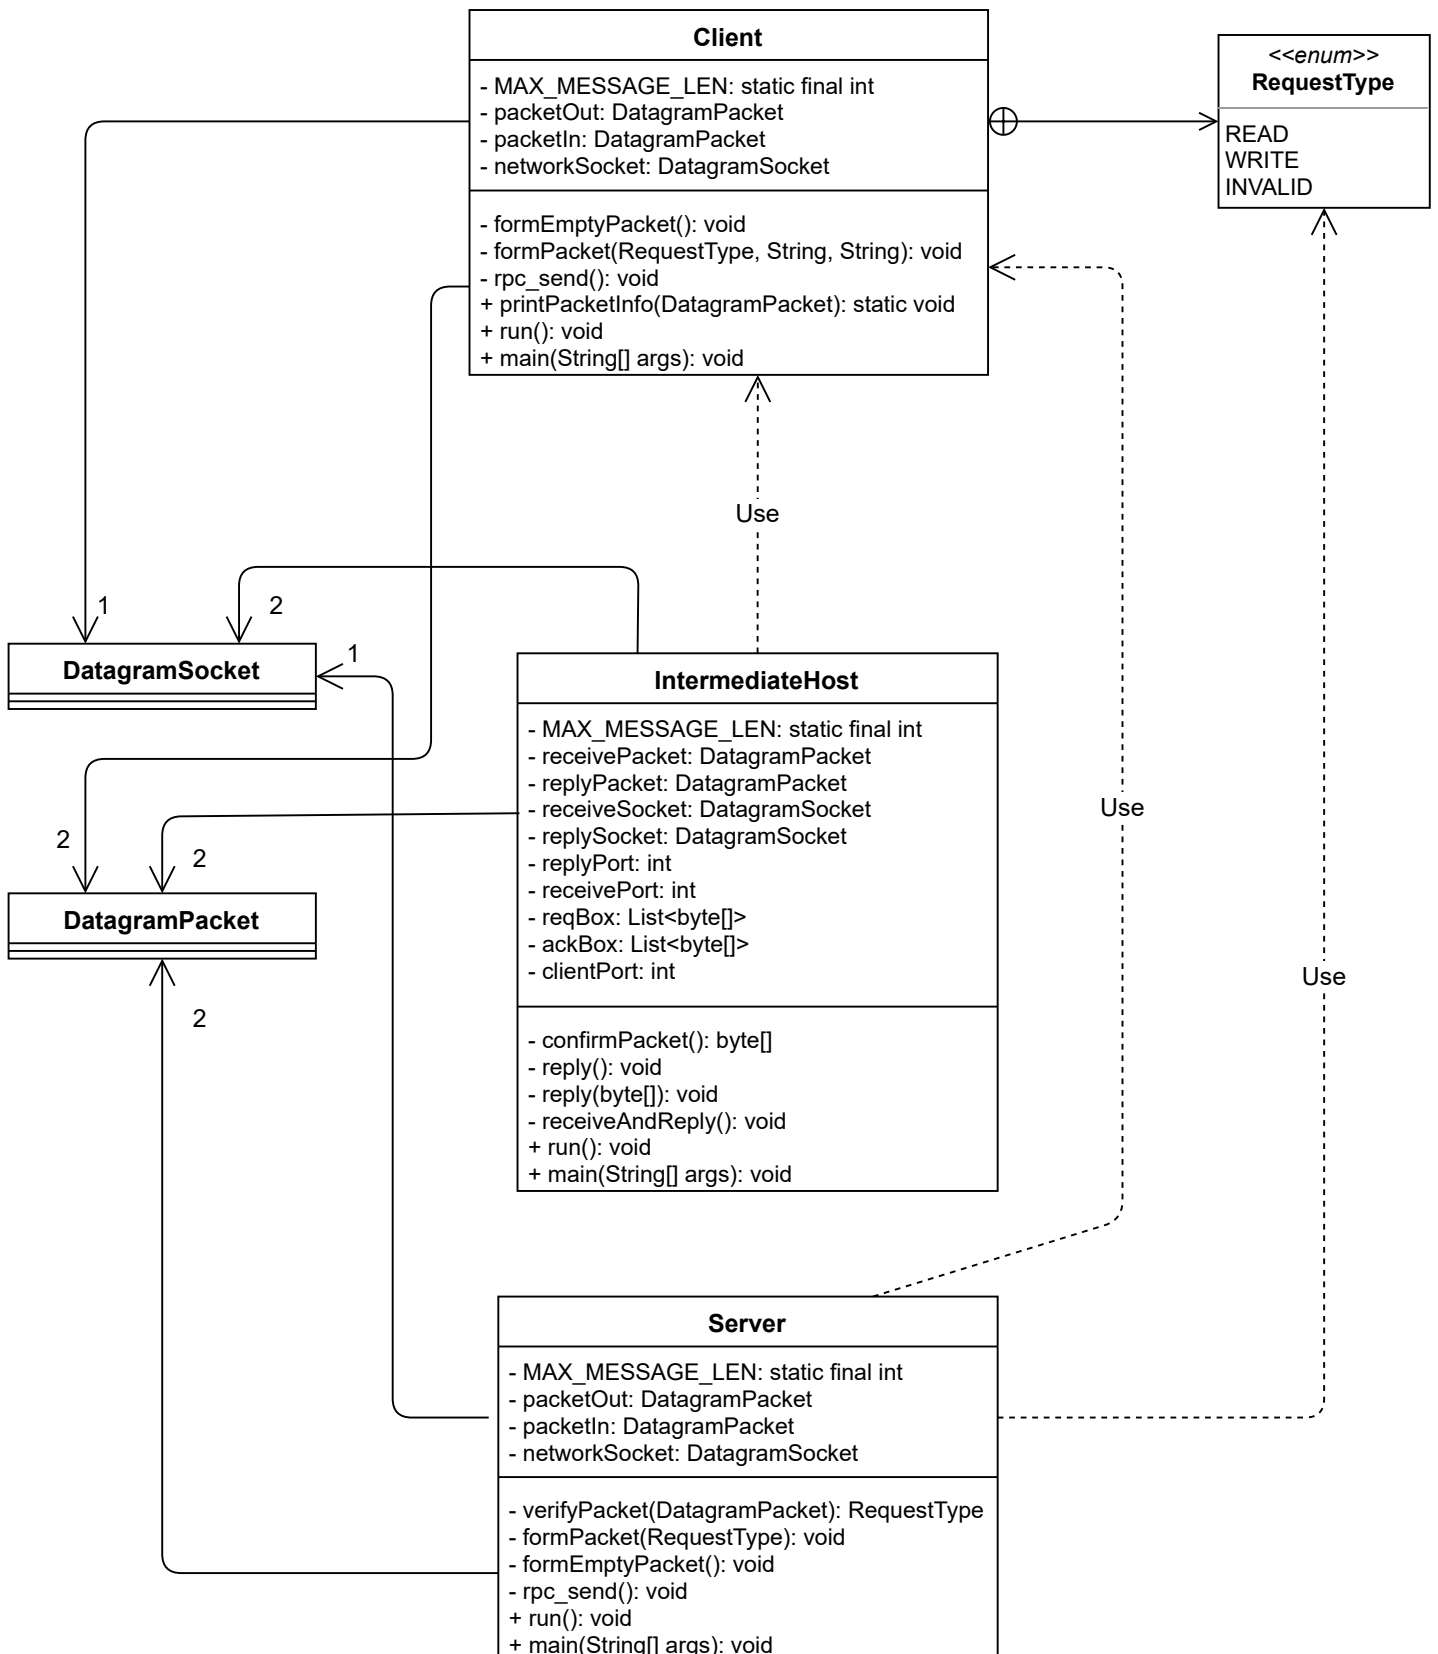 Client
- MAX_MESSAGE_LEN: static final int
- packetOut: DatagramPacket
- packetIn: DatagramPacket
- networkSocket: DatagramSocket
- formEmptyPacket(): void
- formPacket(RequestType, String, String): void
- rpc_send(): void
+ printPacketInfo(DatagramPacket): static void
+ run(): void
+ main(String[] args): void
<<enum>>
RequestType
READ
WRITE
INVALID
Use
1
2
DatagramSocket
1
IntermediateHost
- MAX_MESSAGE_LEN: static final int
- receivePacket: DatagramPacket
- replyPacket: DatagramPacket
- receiveSocket: DatagramSocket
- replySocket: DatagramSocket
- replyPort: int
- receivePort: int
- reqBox: List<byte[]>
- ackBox: List<byte[]>
- clientPort: int
- confirmPacket(): byte[]
- reply(): void
- reply(byte[]): void
- receiveAndReply(): void
+ run(): void
+ main(String[] args): void
Use
2
2
DatagramPacket
2
Use
Server
- MAX_MESSAGE_LEN: static final int
- packetOut: DatagramPacket
- packetIn: DatagramPacket
- networkSocket: DatagramSocket
- verifyPacket(DatagramPacket): RequestType
- formPacket(RequestType): void
- formEmptyPacket(): void
- rpc_send(): void
+ run(): void
+ main(String[] args): void